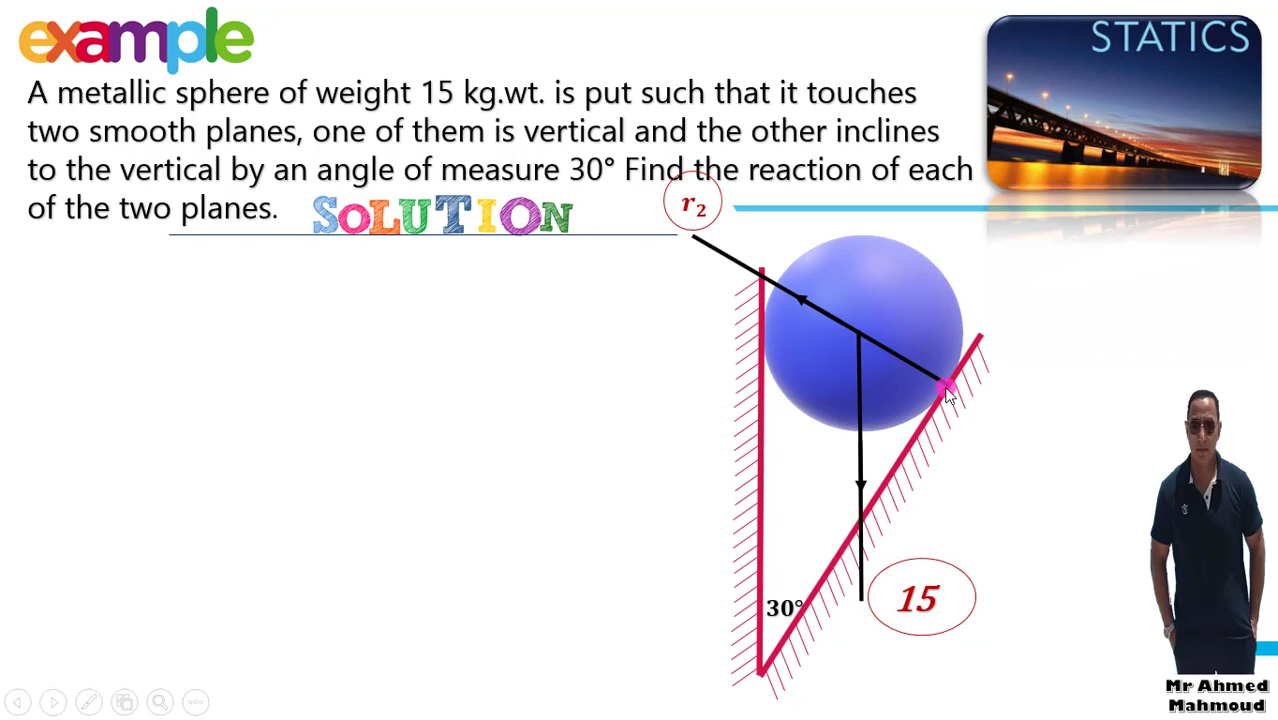 example
STATICS
A metallic sphere of weight 15 kg.wt. is put such that it touches
two smooth planes, one of them is vertical and the other inclines
to the vertical by an angle of measure 30° Find the reaction of each
of the two planes.
SOLUTION
r₂
30°
15
Mr Ahmed
Mahmoud